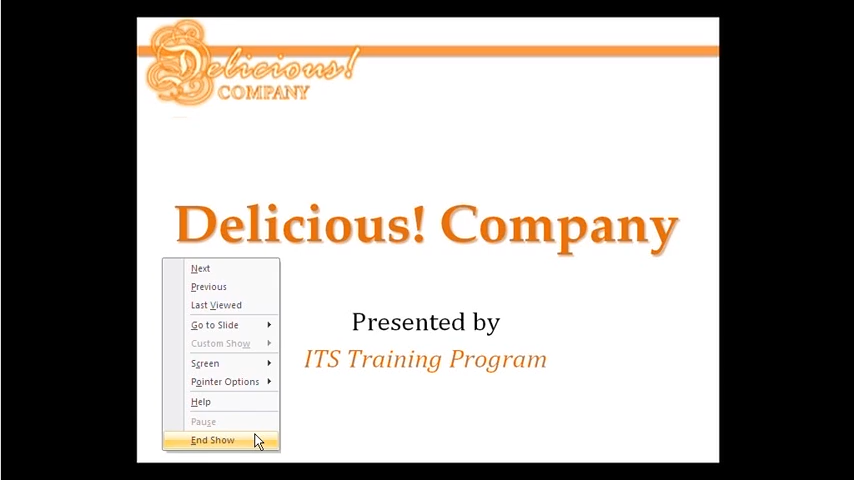 Delicious!
COMPANY
Delicious! Company
Next
Previous
Last Viewed
Go to Slide
Custom Show
Screen
Pointer Options
Help
Pause
End Show
Presented by
ITS Training Program